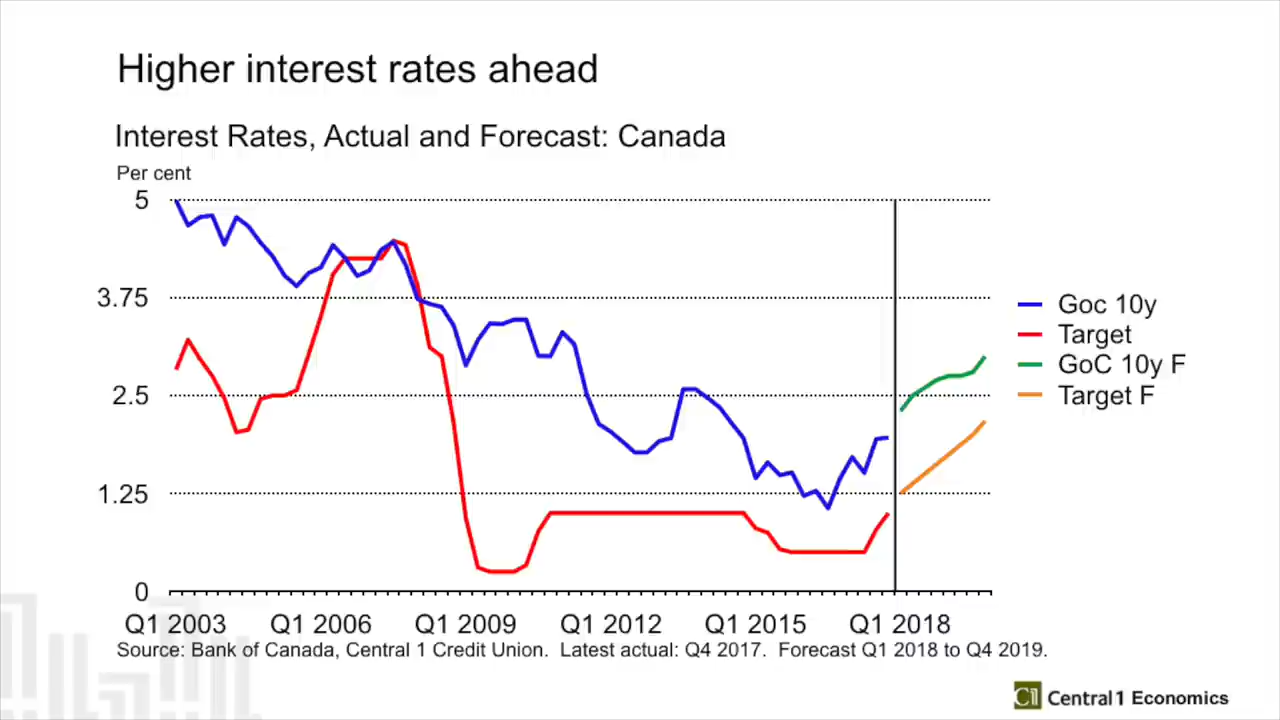 Higher interest rates ahead
Interest Rates, Actual and Forecast: Canada
Per cent
5
3.75
2.5
1.25
0
Goc 10y
Target
GoC 10y F
Target F
Q1 2003 Q1 2006 Q1 2009 Q1 2012 Q1 2015 Q1 2018
Source: Bank of Canada, Central 1 Credit Union. Latest actual: Q4 2017. Forecast Q1 2018 to Q4 2019.
C1 Central 1 Economics